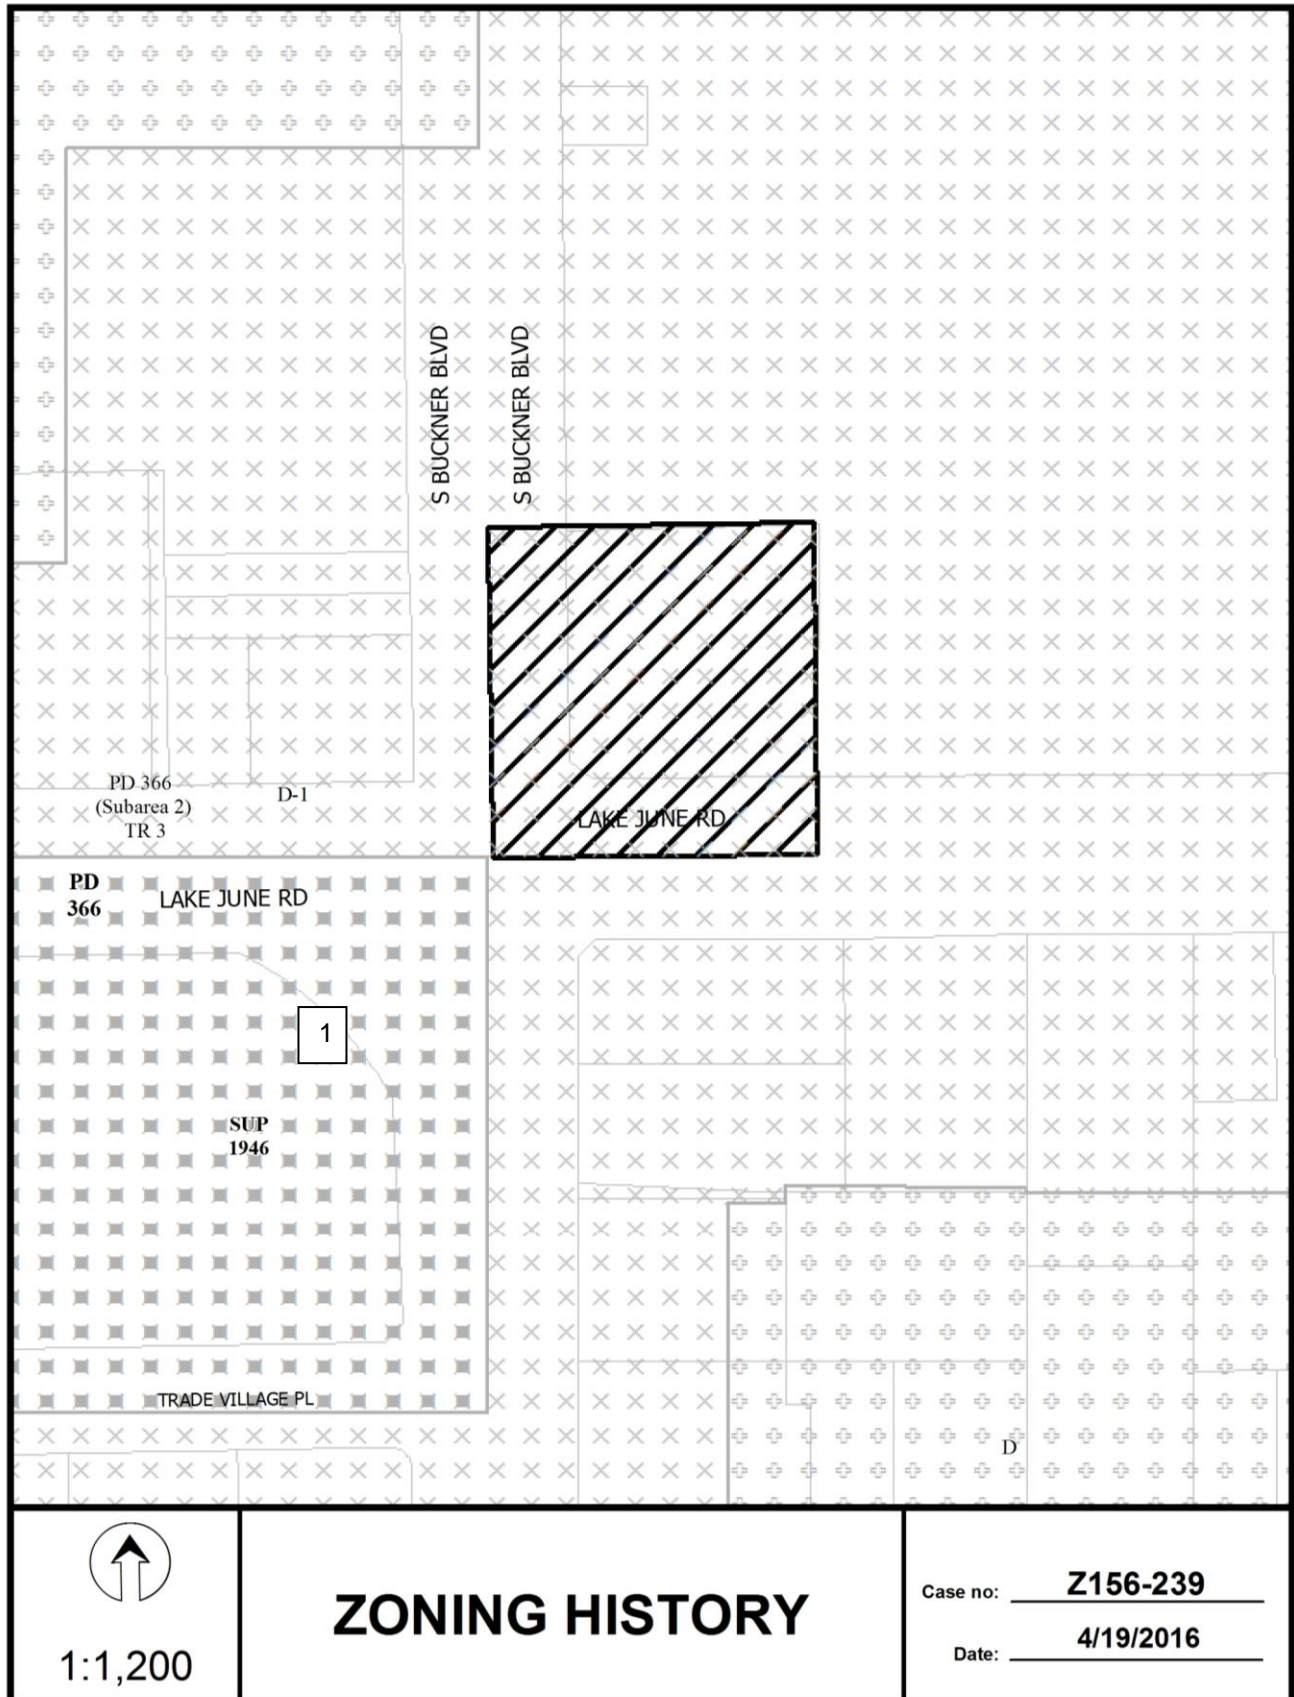 S BUCKNER BLVD
S BUCKNER BLVD
PD 366
(Subarea 2)
TR 3
D-1
LAKE JUNE RD
PD
366
LAKE JUNE RD
1
SUP
1946
TRADE VILLAGE PL
D
1:1,200
ZONING HISTORY
Case no: Z156-239
Date: 4/19/2016